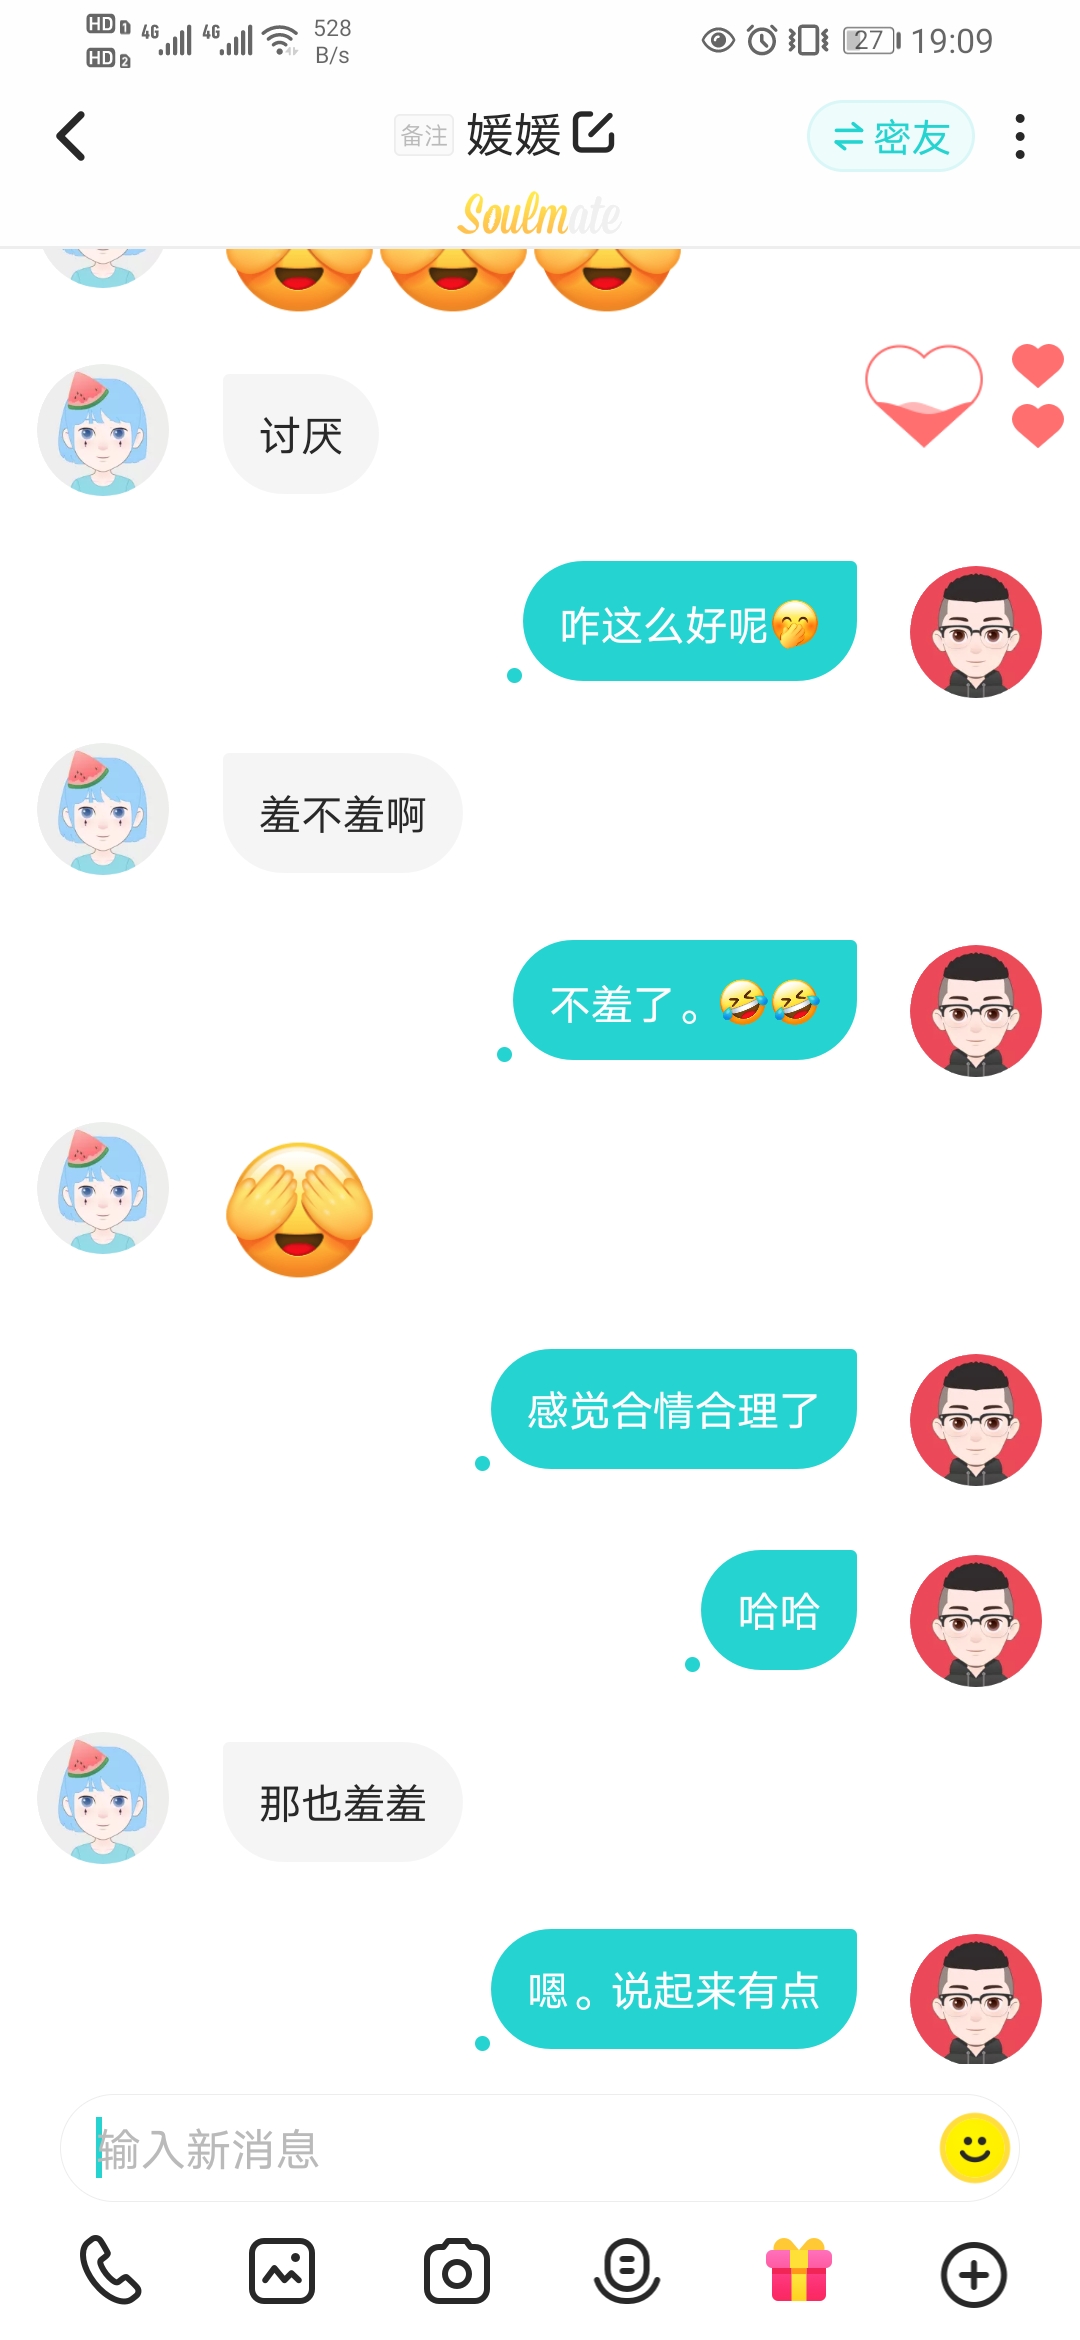 HD 1 4G 4G 528
HD 2 B/s
27 19:09
备注 媛媛
密友
Soulmate
讨厌
咋这么好呢🤭
羞不羞啊
不羞了。🤣🤣
感觉合情合理了
哈哈
那也羞羞
嗯。说起来有点
输入新消息